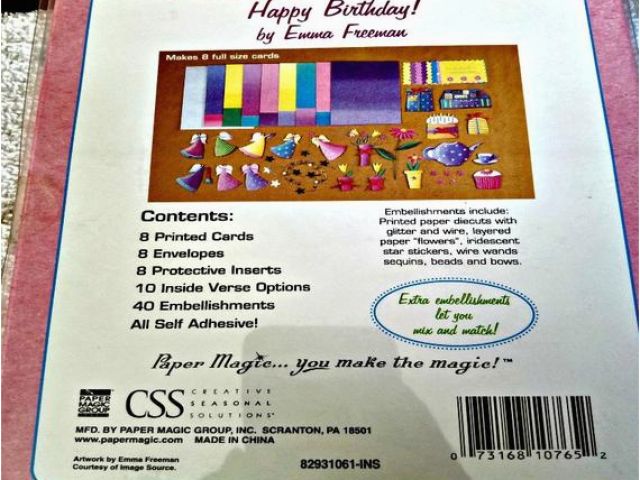 Happy Birthday!
by Emma Freeman
Makes 8 full size cards
Contents:
8 Printed Cards
8 Envelopes
8 Protective Inserts
10 Inside Verse Options
40 Embellishments
All Self Adhesive!
Embellishments include:
Printed paper diecuts with
glitter and wire, layered
paper "flowers", iridescent
star stickers, wire wands
sequins, beads and bows.
Extra embellishments
let you
mix and match!
Paper Magic... you make the magic!™
PAPER
MAGIC
GROUP
CSS
CREATIVE
SEASONAL
SOLUTIONS
MFD. BY PAPER MAGIC GROUP, INC. SCRANTON, PA 18501
www.papermagic.com MADE IN CHINA
Artwork by Emma Freeman
Courtesy of Image Source.
82931061-INS
0 73168 10765 2